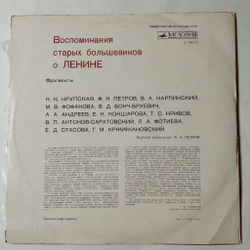 МЕЛОДИЯ
Воспоминания
старых большевиков
о ЛЕНИНЕ
Фрагменты
Н. К. КРУПСКАЯ, Ф. Н. ПЕТРОВ, В. А. КАРПИНСКИЙ,
М. В. ФОФАНОВА, В. Д. БОНЧ-БРУЕВИЧ,
А. А. АНДРЕЕВ, Е. К. КОКШАРОВА, Т. С. КРИВОВ,
В. П. АНТОНОВ-САРАТОВСКИЙ, Л. А. ФОТИЕВА,
Е. Д. СТАСОВА, Г. М. КРЖИЖАНОВСКИЙ